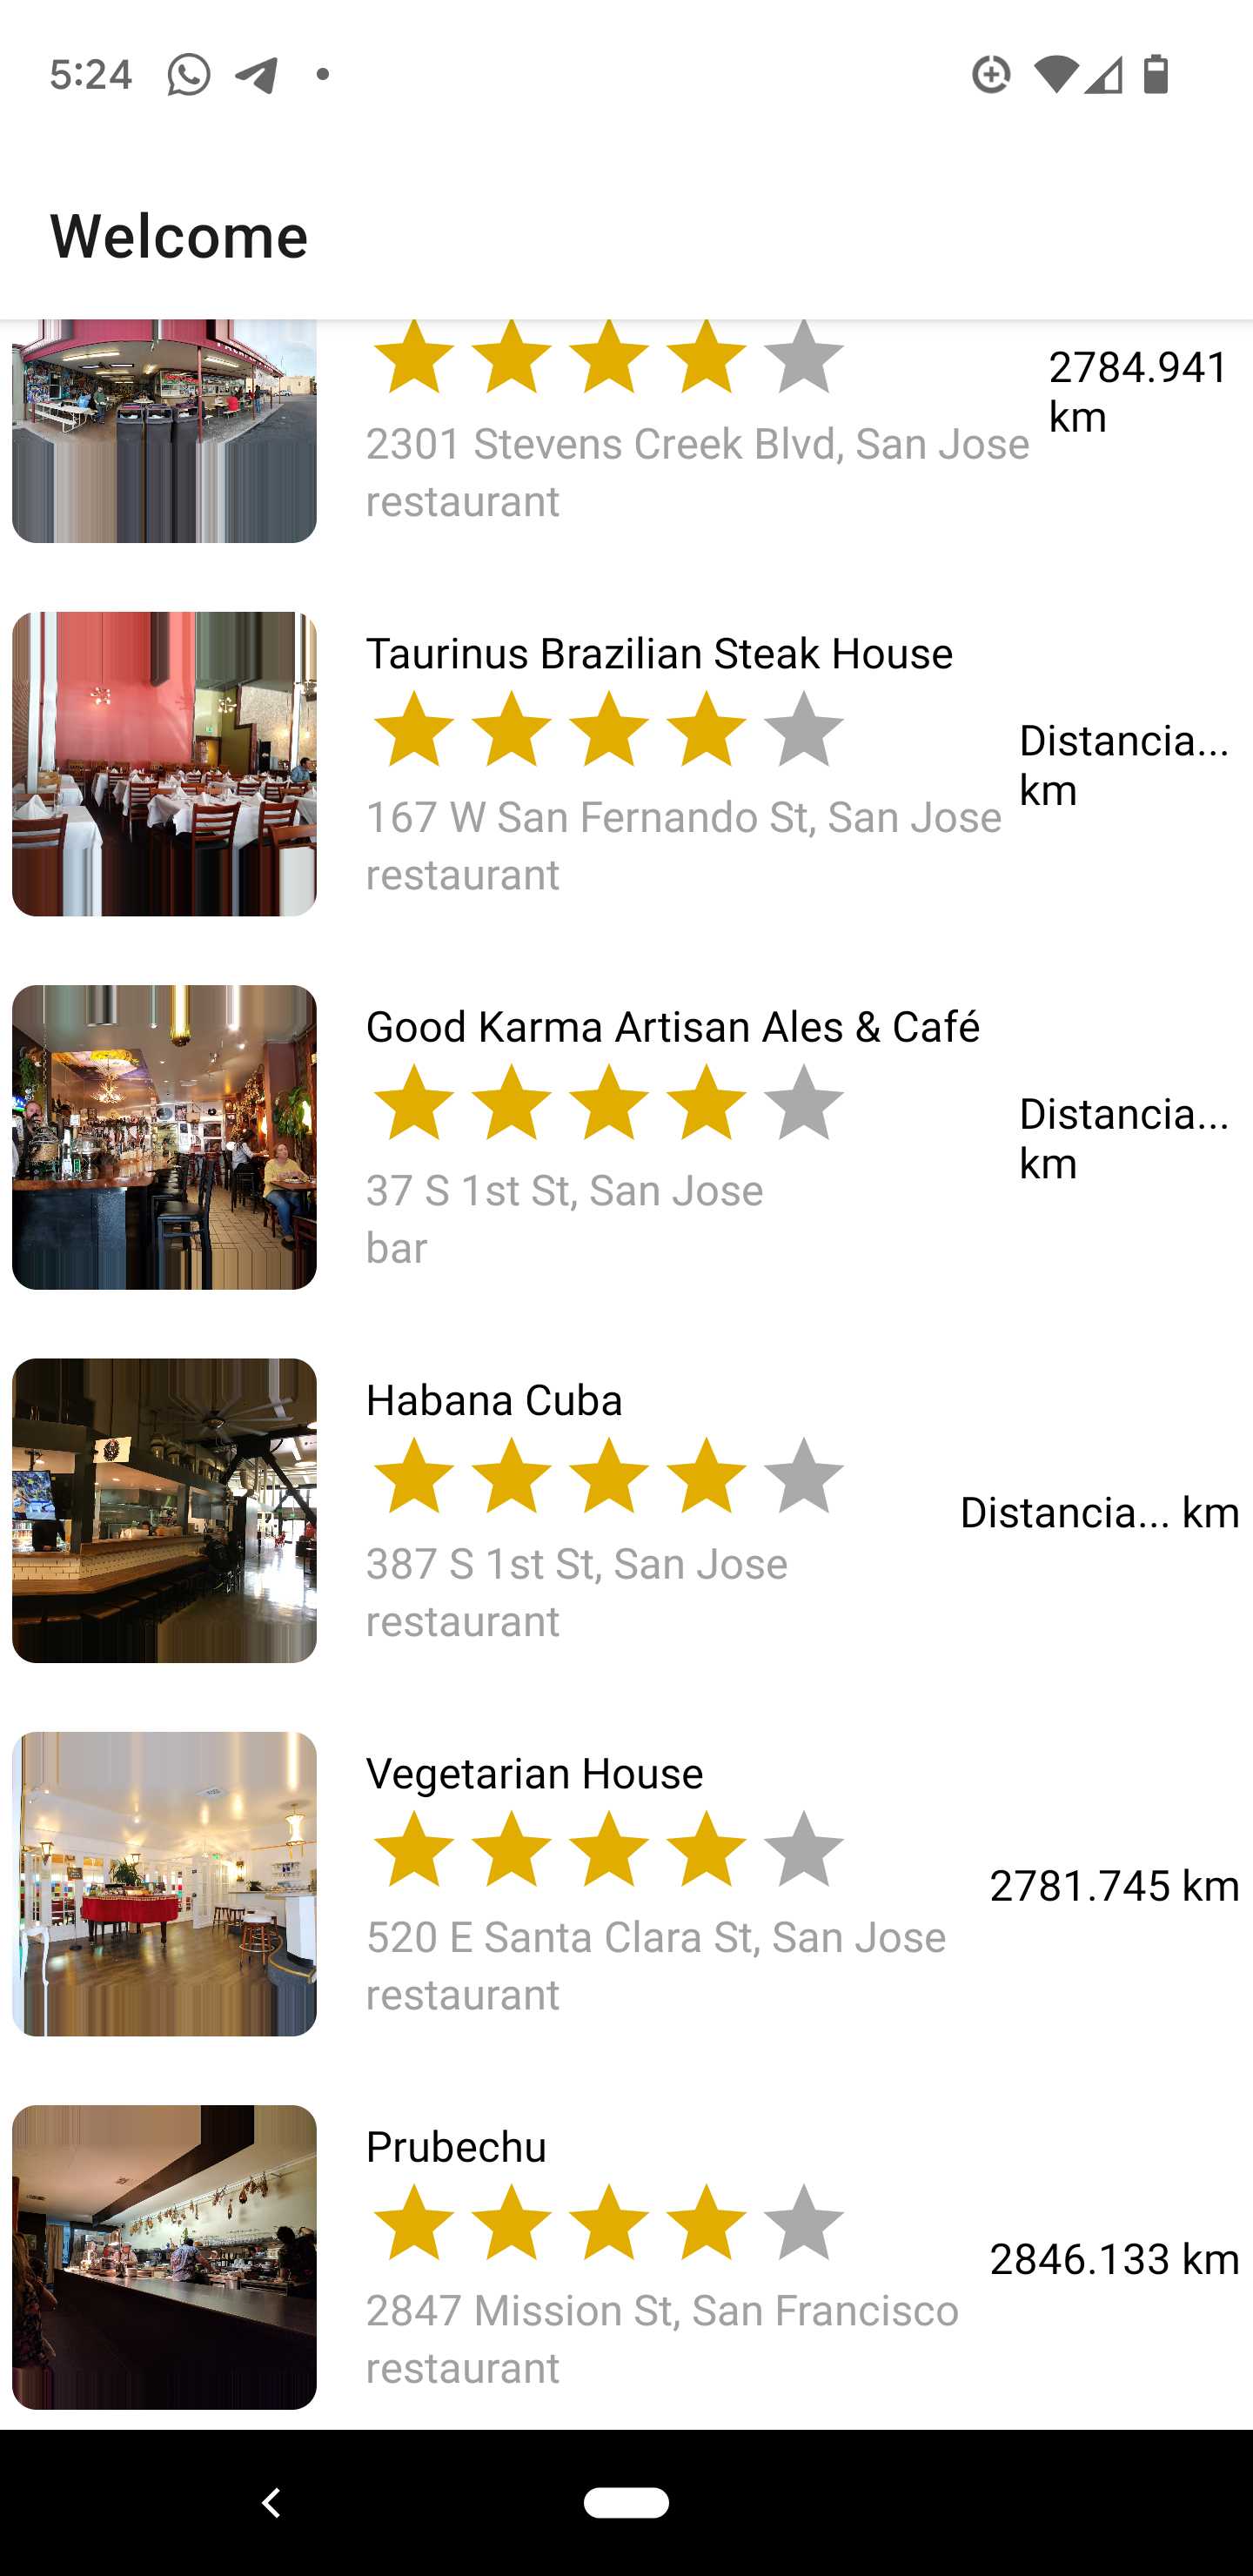 5:24
Welcome
2784.941
km
2301 Stevens Creek Blvd, San Jose
restaurant
Taurinus Brazilian Steak House
Distancia...
km
167 W San Fernando St, San Jose
restaurant
Good Karma Artisan Ales & Café
Distancia...
km
37 S 1st St, San Jose
bar
Habana Cuba
Distancia... km
387 S 1st St, San Jose
restaurant
Vegetarian House
2781.745 km
520 E Santa Clara St, San Jose
restaurant
Prubechu
2846.133 km
2847 Mission St, San Francisco
restaurant